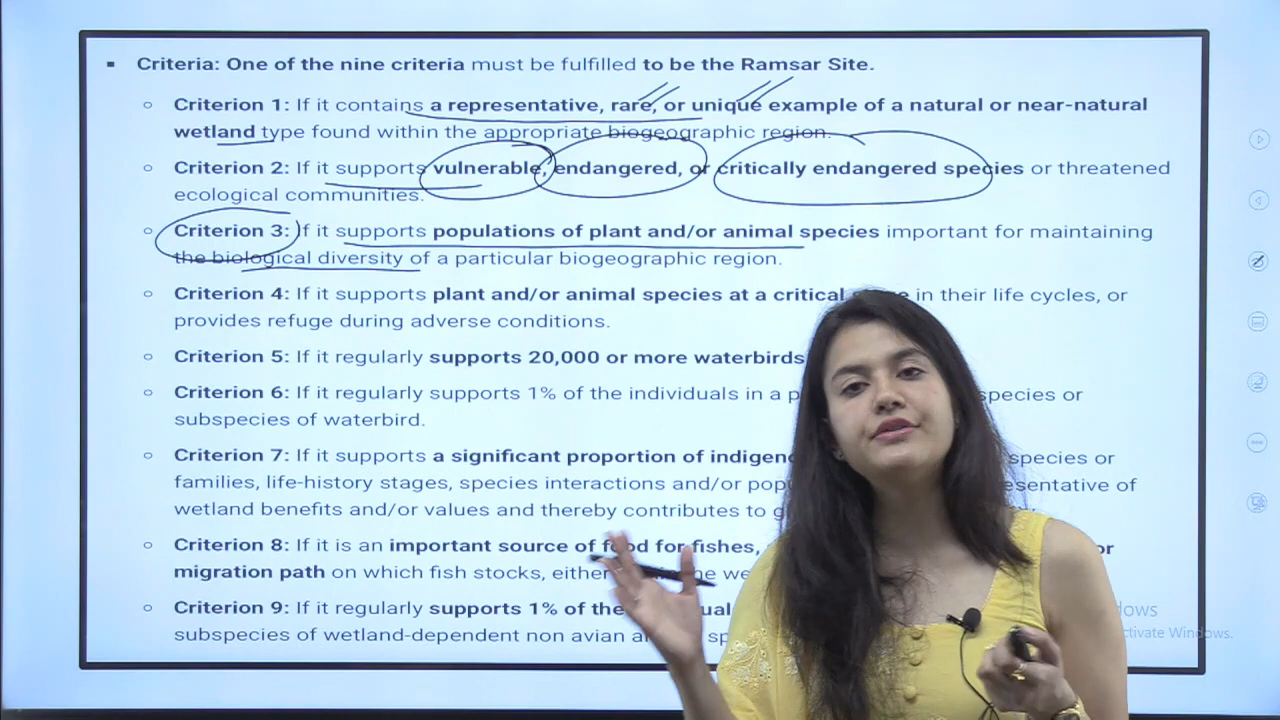 ▪ Criteria: One of the nine criteria must be fulfilled to be the Ramsar Site.
○ Criterion 1: If it contains a representative, rare, or unique example of a natural or near-natural
wetland type found within the appropriate biogeographic region.
○ Criterion 2: If it supports vulnerable, endangered, or critically endangered species or threatened
ecological communities.
○ Criterion 3: If it supports populations of plant and/or animal species important for maintaining
the biological diversity of a particular biogeographic region.
○ Criterion 4: If it supports plant and/or animal species at a critical in their life cycles, or
provides refuge during adverse conditions.
○ Criterion 5: If it regularly supports 20,000 or more waterbirds
○ Criterion 6: If it regularly supports 1% of the individuals in a species or
subspecies of waterbird.
○ Criterion 7: If it supports a significant proportion of species or
families, life-history stages, species interactions and/or
wetland benefits and/or values and thereby contributes to
○ Criterion 8: If it is an important source of food for fishes, or
migration path on which fish stocks, either
○ Criterion 9: If it regularly supports 1% of the
subspecies of wetland-dependent non avian
Windows.